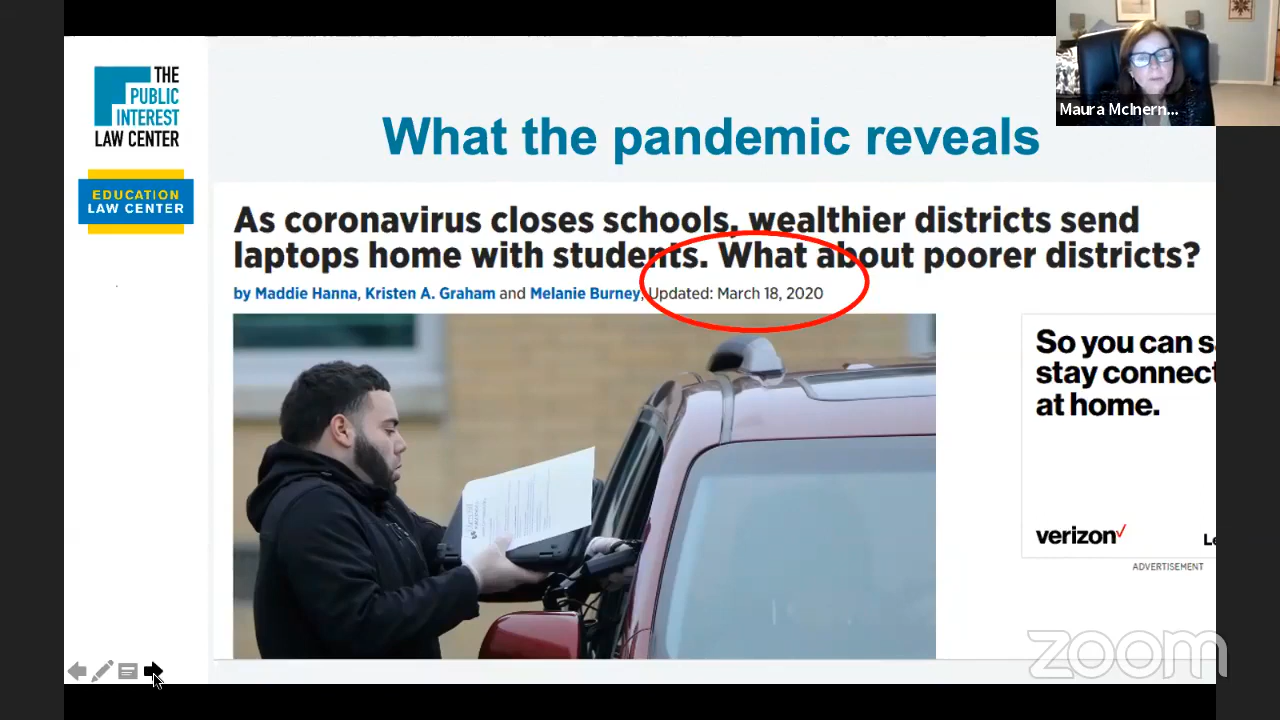 THE
PUBLIC
INTEREST
LAW CENTER
EDUCATION
LAW CENTER
Maura McInern...
What the pandemic reveals
As coronavirus closes schools, wealthier districts send
laptops home with students. What about poorer districts?
by Maddie Hanna, Kristen A. Graham and Melanie Burney, Updated: March 18, 2020
So you can s
stay connect
at home.
verizon
Le
ADVERTISEMENT
zoom